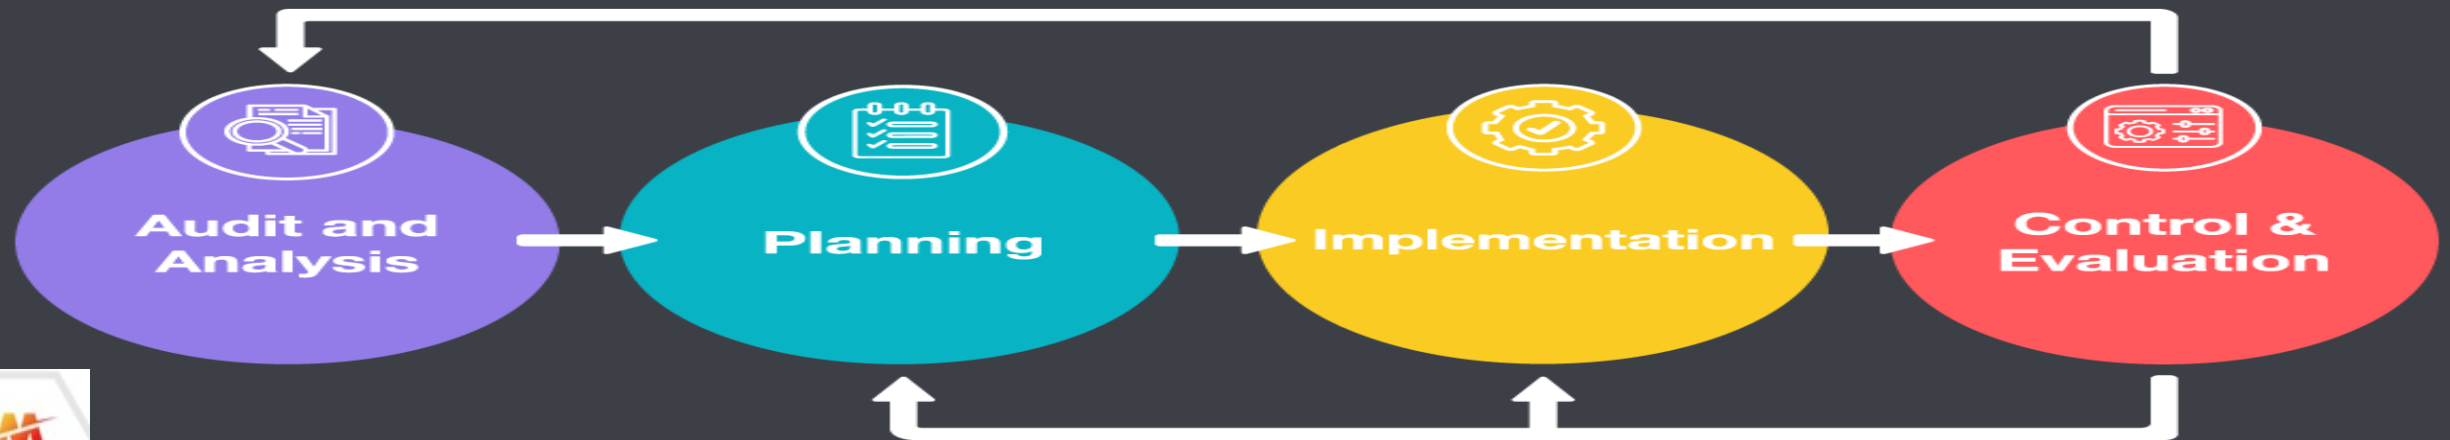 Audit and
Analysis
Planning
Implementation
Control &
Evaluation